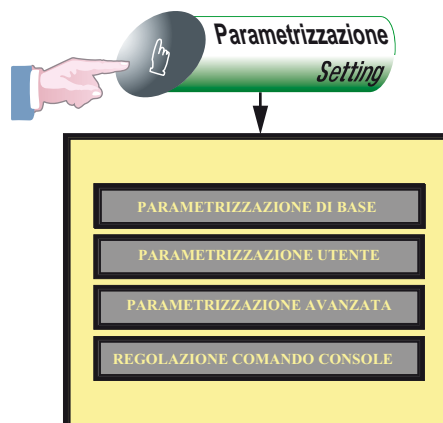 Parametrizzazione
Setting
PARAMETRIZZAZIONE DI BASE
PARAMETRIZZAZIONE UTENTE
PARAMETRIZZAZIONE AVANZATA
REGOLAZIONE COMANDO CONSOLE